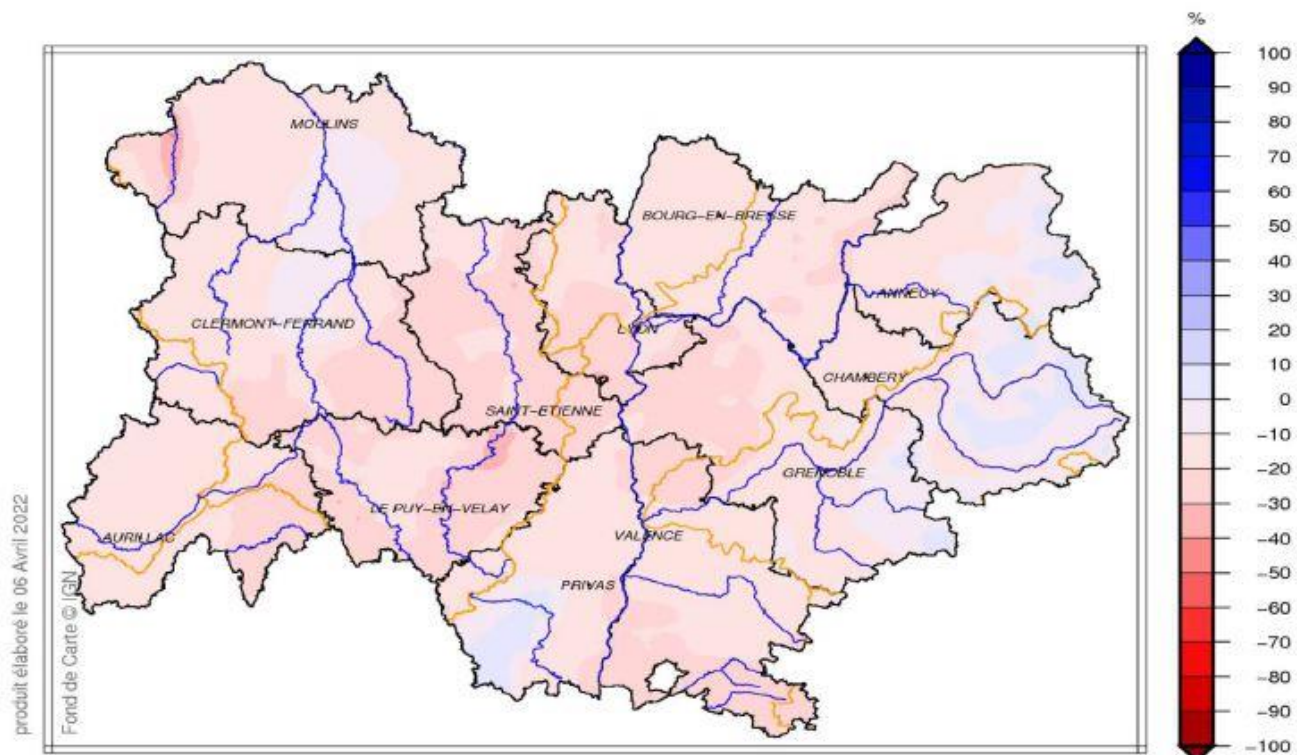 %
MOULINS
BOURG-EN-BRESSE
ANNECY
CLERMONT-FERRAND
LYON
CHAMBERY
SAINT-ETIENNE
GRENOBLE
LE PUY-EN-VELAY
AURILLAC
VALENCE
PRIVAS
100
90
80
70
60
50
40
30
20
10
0
-10
-20
-30
-40
-50
-60
-70
-80
-90
-100
produit élaboré le 06 Avril 2022
Fond de Carte © IGN